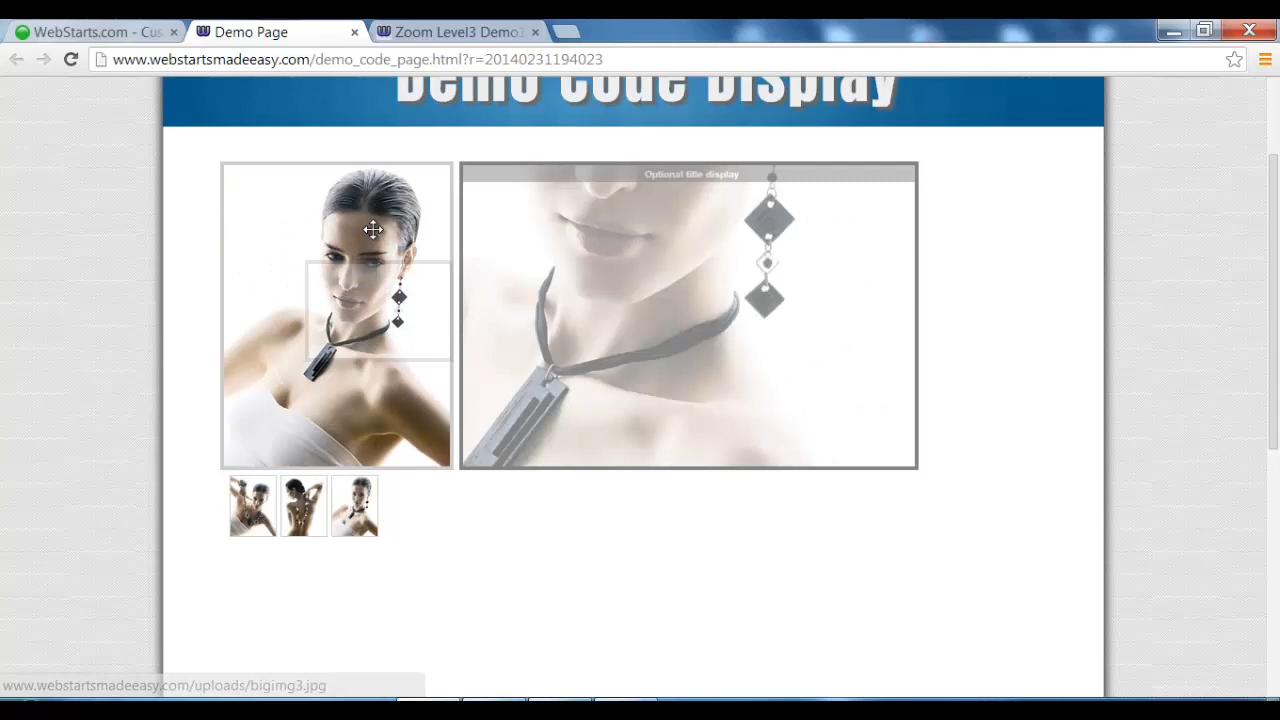 WebStarts.com - Cus
Demo Page
Zoom Level3 Demo
www.webstartsmadeeasy.com/demo_code_page.html?r=20140231194023
Demo Code Display
Optional title display
www.webstartsmadeeasy.com/uploads/bigimg3.jpg